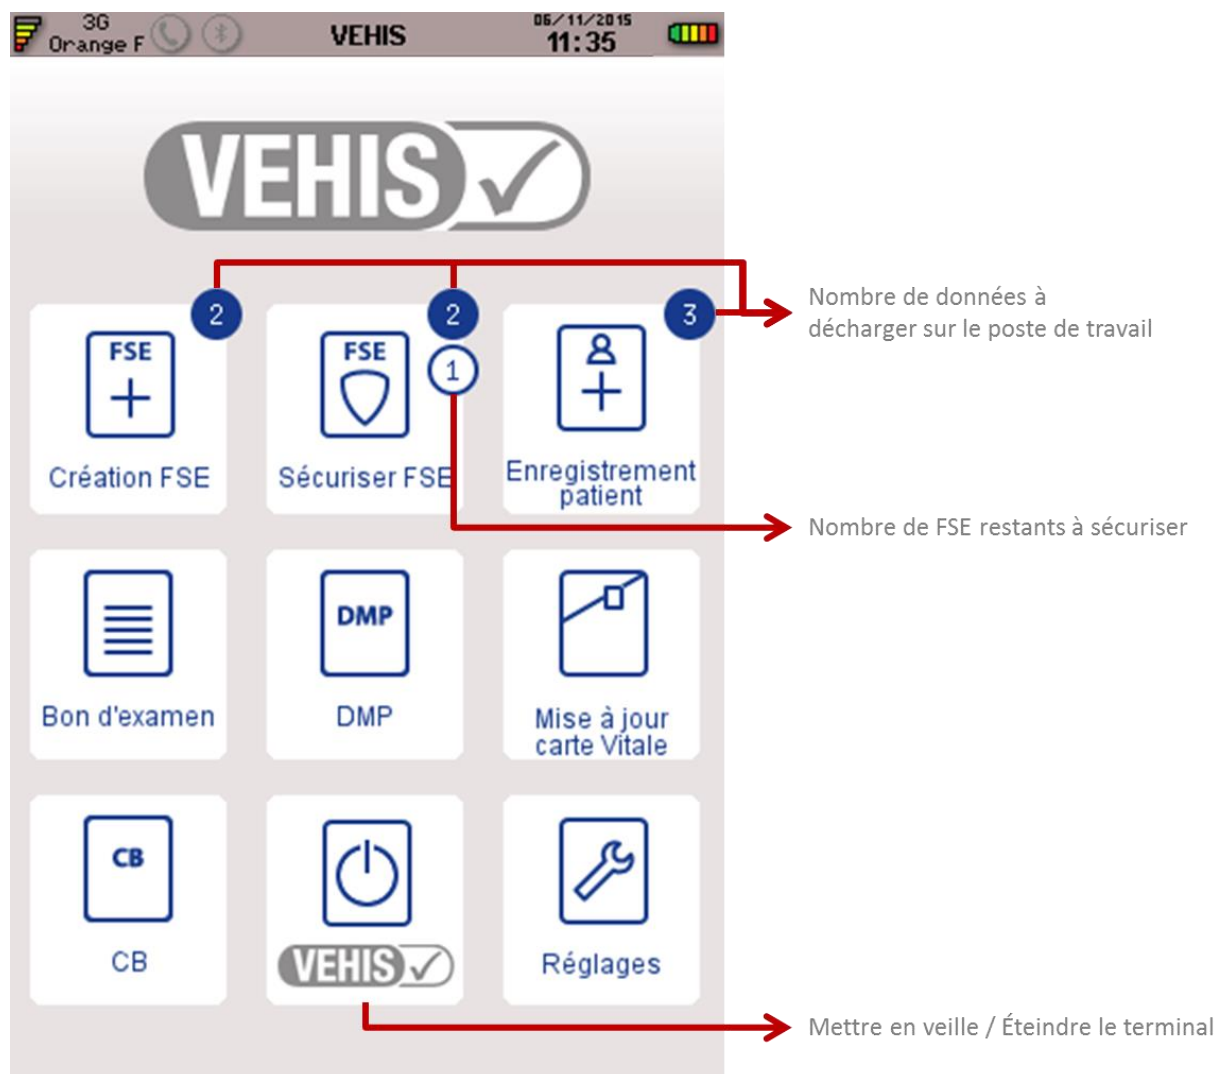 3G
Orange F
VEHIS
06/11/2015
11:35
VEHIS
2
2
3
1
Nombre de données à
décharger sur le poste de travail
FSE
FSE
Création FSE
Sécuriser FSE
Enregistrement
patient
Nombre de FSE restants à sécuriser
DMP
Bon d'examen
DMP
Mise à jour
carte Vitale
CB
CB
VEHIS
Réglages
Mettre en veille / Éteindre le terminal